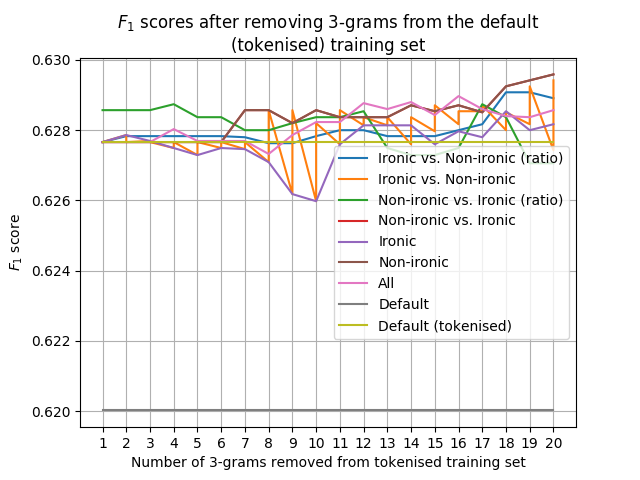 F1 scores after removing 3-grams from the default
(tokenised) training set
F1 score
0.630
0.628
0.626
0.624
0.622
0.620
Ironic vs. Non-ironic (ratio)
Ironic vs. Non-ironic
Non-ironic vs. Ironic (ratio)
Non-ironic vs. Ironic
Ironic
Non-ironic
All
Default
Default (tokenised)
1 2 3 4 5 6 7 8 9 10 11 12 13 14 15 16 17 18 19 20
Number of 3-grams removed from tokenised training set